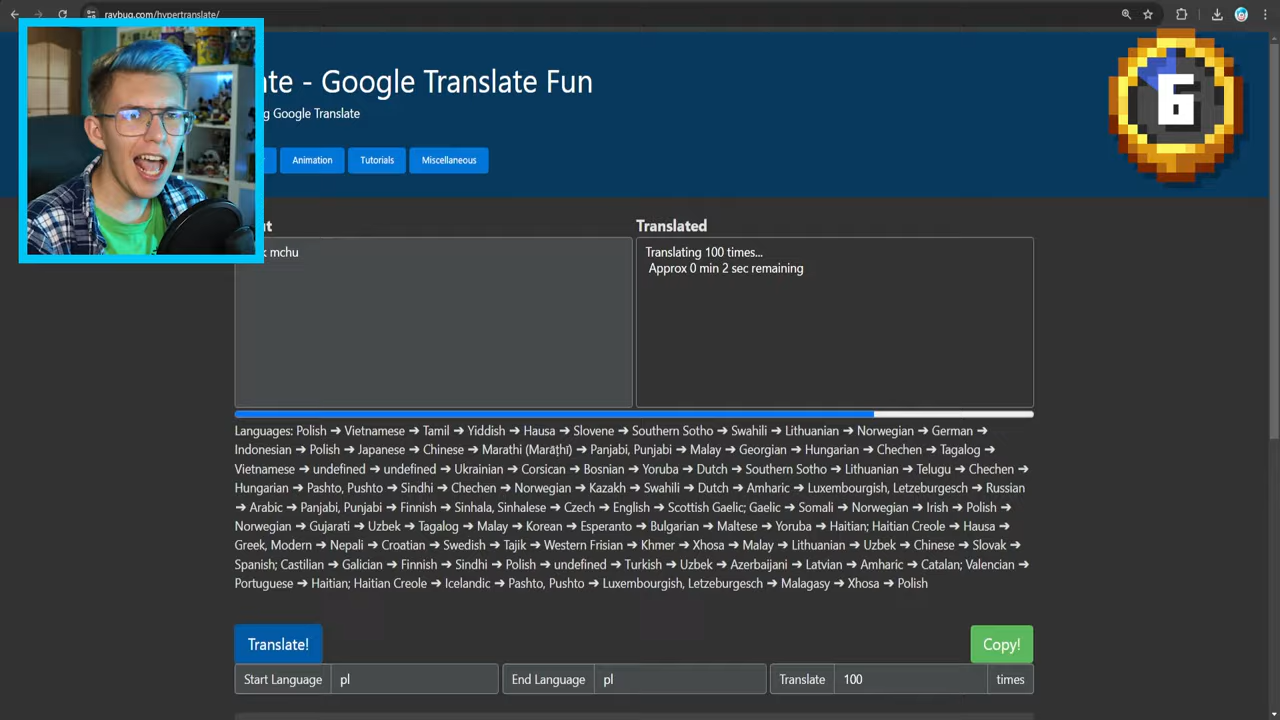 raybug.com/hypertranslate/
6
te - Google Translate Fun
g Google Translate
Animation
Tutorials
Miscellaneous
Translated
mchu
Translating 100 times...
Approx 0 min 2 sec remaining
Languages: Polish ➔ Vietnamese ➔ Tamil ➔ Yiddish ➔ Hausa ➔ Slovene ➔ Southern Sotho ➔ Swahili ➔ Lithuanian ➔ Norwegian ➔ German ➔
Indonesian ➔ Polish ➔ Japanese ➔ Chinese ➔ Marathi (Marāṭhī) ➔ Panjabi, Punjabi ➔ Malay ➔ Georgian ➔ Hungarian ➔ Chechen ➔ Tagalog ➔
Vietnamese ➔ undefined ➔ undefined ➔ Ukrainian ➔ Corsican ➔ Bosnian ➔ Yoruba ➔ Dutch ➔ Southern Sotho ➔ Lithuanian ➔ Telugu ➔ Chechen ➔
Hungarian ➔ Pashto, Pushto ➔ Sindhi ➔ Chechen ➔ Norwegian ➔ Kazakh ➔ Swahili ➔ Dutch ➔ Amharic ➔ Luxembourgish, Letzeburgesch ➔ Russian
➔ Arabic ➔ Panjabi, Punjabi ➔ Finnish ➔ Sinhala, Sinhalese ➔ Czech ➔ English ➔ Scottish Gaelic; Gaelic ➔ Somali ➔ Norwegian ➔ Irish ➔ Polish ➔
Norwegian ➔ Gujarati ➔ Uzbek ➔ Tagalog ➔ Malay ➔ Korean ➔ Esperanto ➔ Bulgarian ➔ Maltese ➔ Yoruba ➔ Haitian; Haitian Creole ➔ Hausa ➔
Greek, Modern ➔ Nepali ➔ Croatian ➔ Swedish ➔ Tajik ➔ Western Frisian ➔ Khmer ➔ Xhosa ➔ Malay ➔ Lithuanian ➔ Uzbek ➔ Chinese ➔ Slovak ➔
Spanish; Castilian ➔ Galician ➔ Finnish ➔ Sindhi ➔ Polish ➔ undefined ➔ Turkish ➔ Uzbek ➔ Azerbaijani ➔ Latvian ➔ Amharic ➔ Catalan; Valencian ➔
Portuguese ➔ Haitian; Haitian Creole ➔ Icelandic ➔ Pashto, Pushto ➔ Luxembourgish, Letzeburgesch ➔ Malagasy ➔ Xhosa ➔ Polish
Translate!
Copy!
Start Language pl End Language pl Translate 100 times